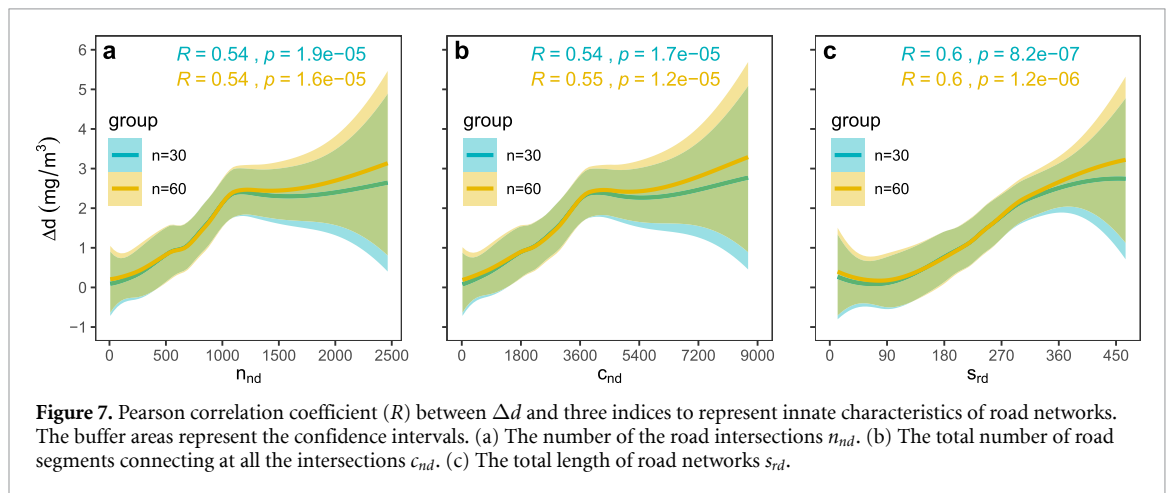 a
R = 0.54 , p = 1.9e−05
R = 0.54 , p = 1.6e−05
group
n=30
n=60
Δd (mg/m³)
6
5
4
3
2
1
0
−1
0 500 1000 1500 2000 2500
n_nd
b
R = 0.54 , p = 1.7e−05
R = 0.55 , p = 1.2e−05
group
n=30
n=60
0 1800 3600 5400 7200 9000
c_nd
c
R = 0.6 , p = 8.2e−07
R = 0.6 , p = 1.2e−06
group
n=30
n=60
0 90 180 270 360 450
s_rd
Figure 7. Pearson correlation coefficient (R) between Δd and three indices to represent innate characteristics of road networks.
The buffer areas represent the confidence intervals. (a) The number of the road intersections n_nd. (b) The total number of road
segments connecting at all the intersections c_nd. (c) The total length of road networks s_rd.